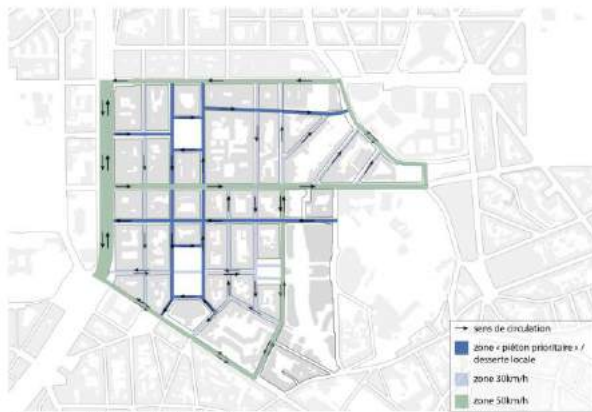 sens de circulation
zone « piéton prioritaire » /
desserte locale
zone 30km/h
zone 50km/h